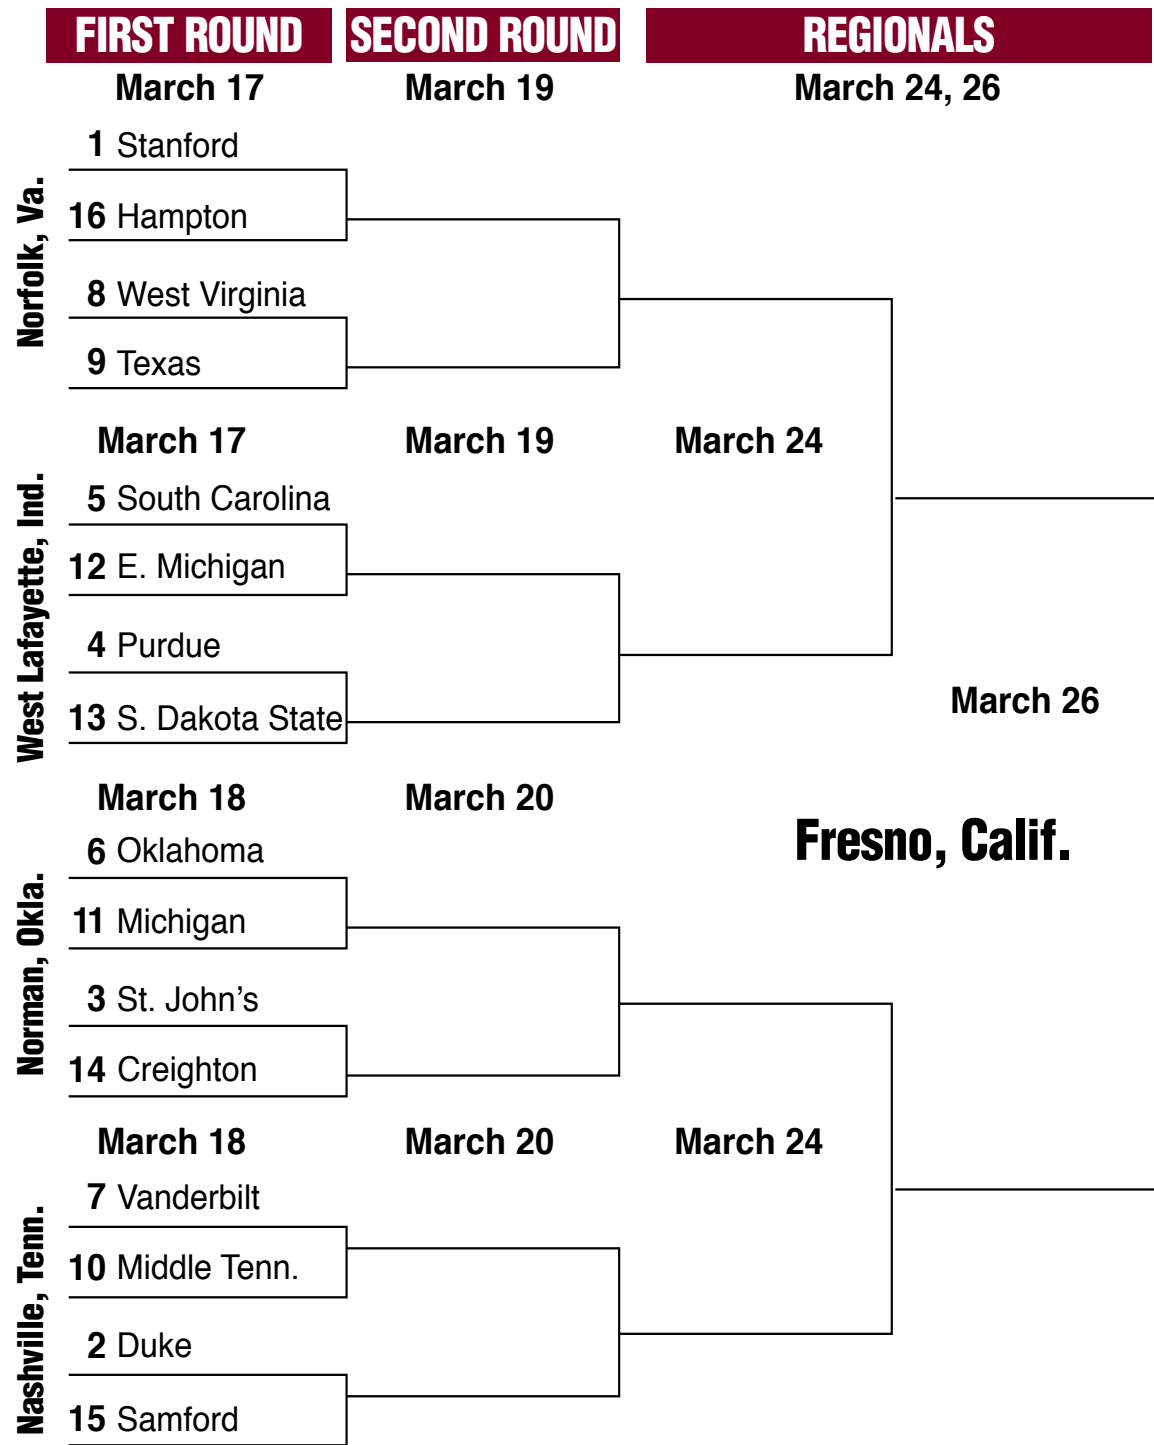 FIRST ROUND SECOND ROUND REGIONALS
March 17 March 19 March 24, 26
Norfolk, Va.
1 Stanford
16 Hampton
8 West Virginia
9 Texas
March 17 March 19 March 24
West Lafayette, Ind.
5 South Carolina
12 E. Michigan
4 Purdue
13 S. Dakota State
March 26
March 18 March 20
Fresno, Calif.
Norman, Okla.
6 Oklahoma
11 Michigan
3 St. John’s
14 Creighton
March 18 March 20 March 24
Nashville, Tenn.
7 Vanderbilt
10 Middle Tenn.
2 Duke
15 Samford